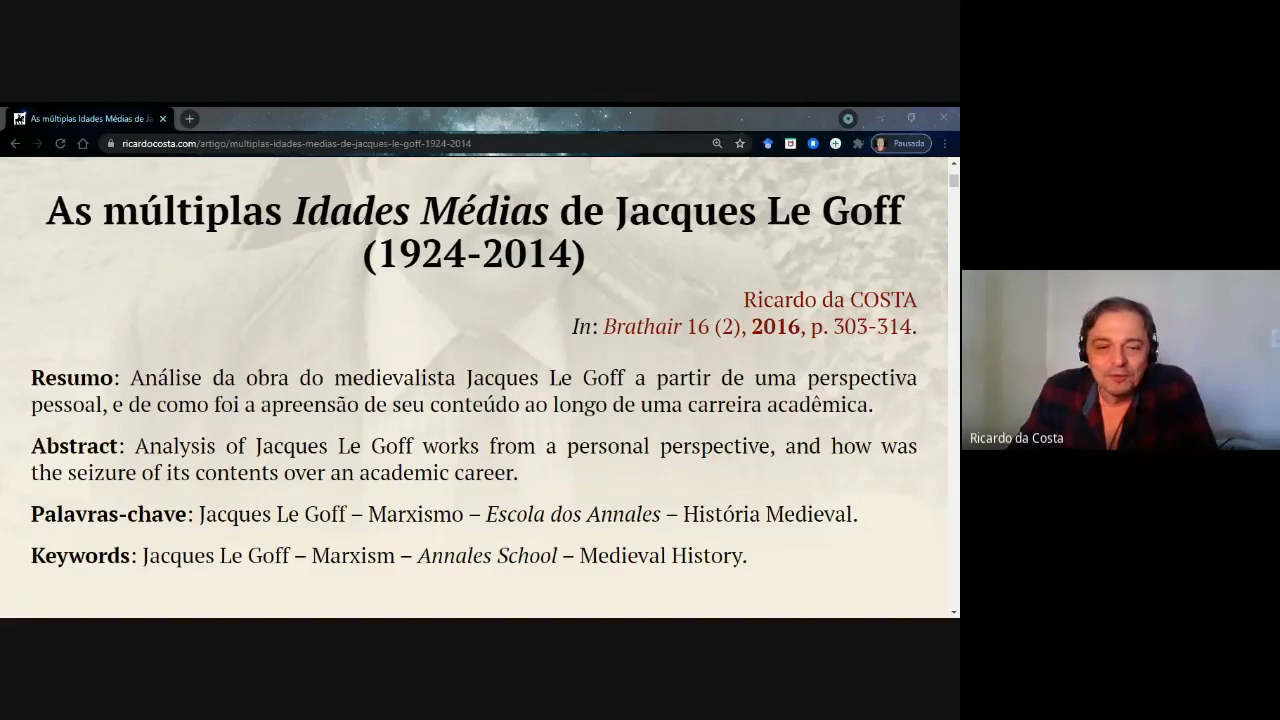 As múltiplas Idades Médias de Ja
ricardocosta.com/artigo/multiplas-idades-medias-de-jacques-le-goff-1924-2014
Pausada
As múltiplas Idades Médias de Jacques Le Goff
(1924-2014)
Ricardo da COSTA
In: Brathair 16 (2), 2016, p. 303-314.
Resumo: Análise da obra do medievalista Jacques Le Goff a partir de uma perspectiva
pessoal, e de como foi a apreensão de seu conteúdo ao longo de uma carreira acadêmica.
Abstract: Analysis of Jacques Le Goff works from a personal perspective, and how was
the seizure of its contents over an academic career.
Palavras-chave: Jacques Le Goff – Marxismo – Escola dos Annales – História Medieval.
Keywords: Jacques Le Goff – Marxism – Annales School – Medieval History.
Ricardo da Costa